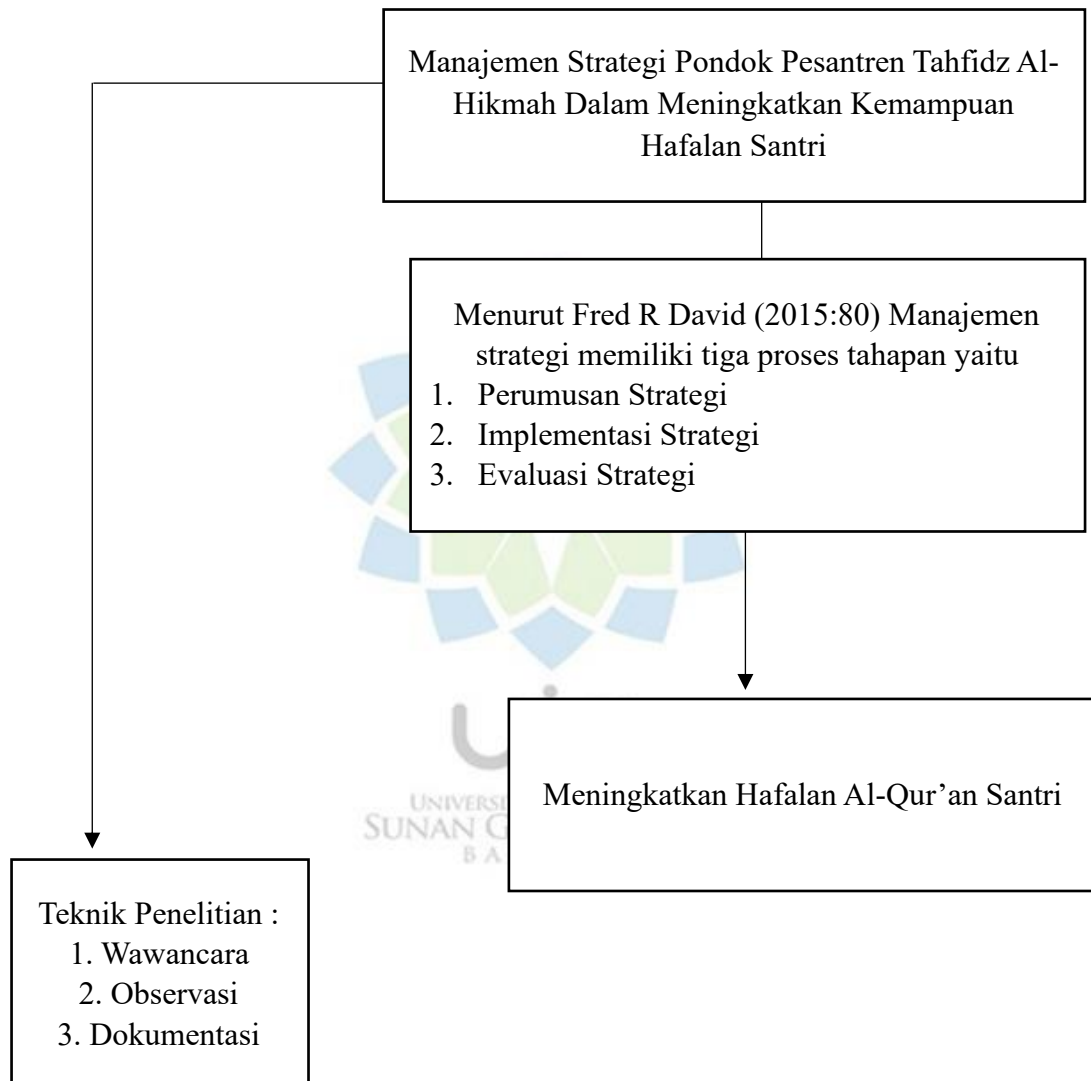 Manajemen Strategi Pondok Pesantren Tahfidz Al-
Hikmah Dalam Meningkatkan Kemampuan
Hafalan Santri
Menurut Fred R David (2015:80) Manajemen
strategi memiliki tiga proses tahapan yaitu
1. Perumusan Strategi
2. Implementasi Strategi
3. Evaluasi Strategi
Meningkatkan Hafalan Al-Qur’an Santri
SUNAN
Teknik Penelitian :
1. Wawancara
2. Observasi
3. Dokumentasi